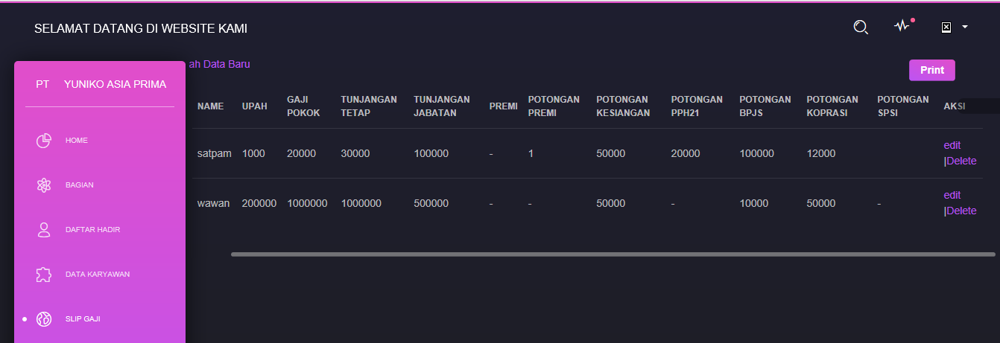 SELAMAT DATANG DI WEBSITE KAMI
ah Data Baru
Print
PT YUNIKO ASIA PRIMA
HOME
BAGIAN
DAFTAR HADIR
DATA KARYAWAN
SLIP GAJI
NAME UPAH GAJI POKOK TUNJANGAN TETAP TUNJANGAN JABATAN PREMI POTONGAN PREMI POTONGAN KESIANGAN POTONGAN PPH21 POTONGAN BPJS POTONGAN KOPRASI POTONGAN SPSI AKSI
satpam 1000 20000 30000 100000 - 1 50000 20000 100000 12000 edit
|Delete
wawan 200000 1000000 1000000 500000 - - 50000 - 10000 50000 - edit
|Delete